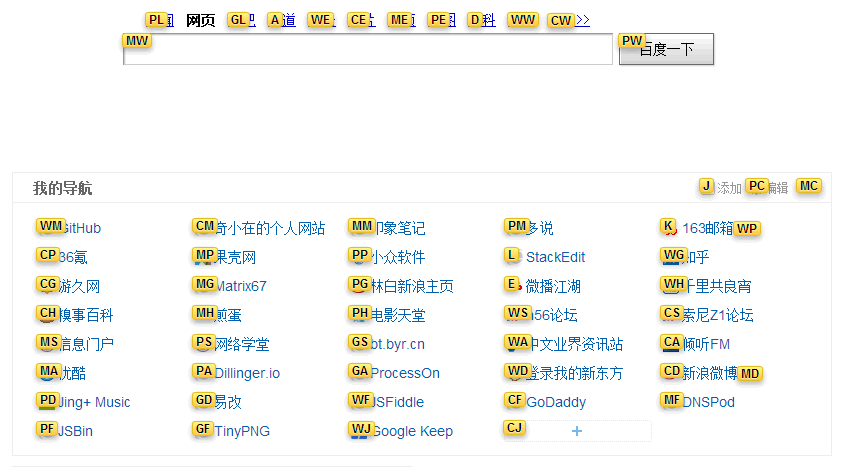 PL 闻 网页 GL 吧 A 道 WE CE 片 ME 频 PE 图 D 科 WW CW >>
MW PW 百度一下
我的导航 J 添加 PC 编辑 MC
WM GitHub CM 奇小在的个人网站 MM 印象笔记 PM 多说 K 163邮箱 WP
CP 36氪 MP 果壳网 PP 小众软件 L StackEdit WG 知乎
CG 游久网 MG Matrix67 PG 林白新浪主页 E 微播江湖 WH 千里共良宵
CH 嗅事百科 MH 煎蛋 PH 电影天堂 WS 656论坛 CS 索尼Z1论坛
MS 信息门户 PS 网络学堂 GS bt.byr.cn WA 中文业界资讯站 CA 倾听FM
MA 优酷 PA Dillinger.io GA ProcessOn WD 登录我的新东方 CD 新浪微博 MD
PD Jing+ Music GD 易改 WF JSFiddle CF GoDaddy MF DNSPod
PF JSBin GF TinyPNG WJ Google Keep CJ +